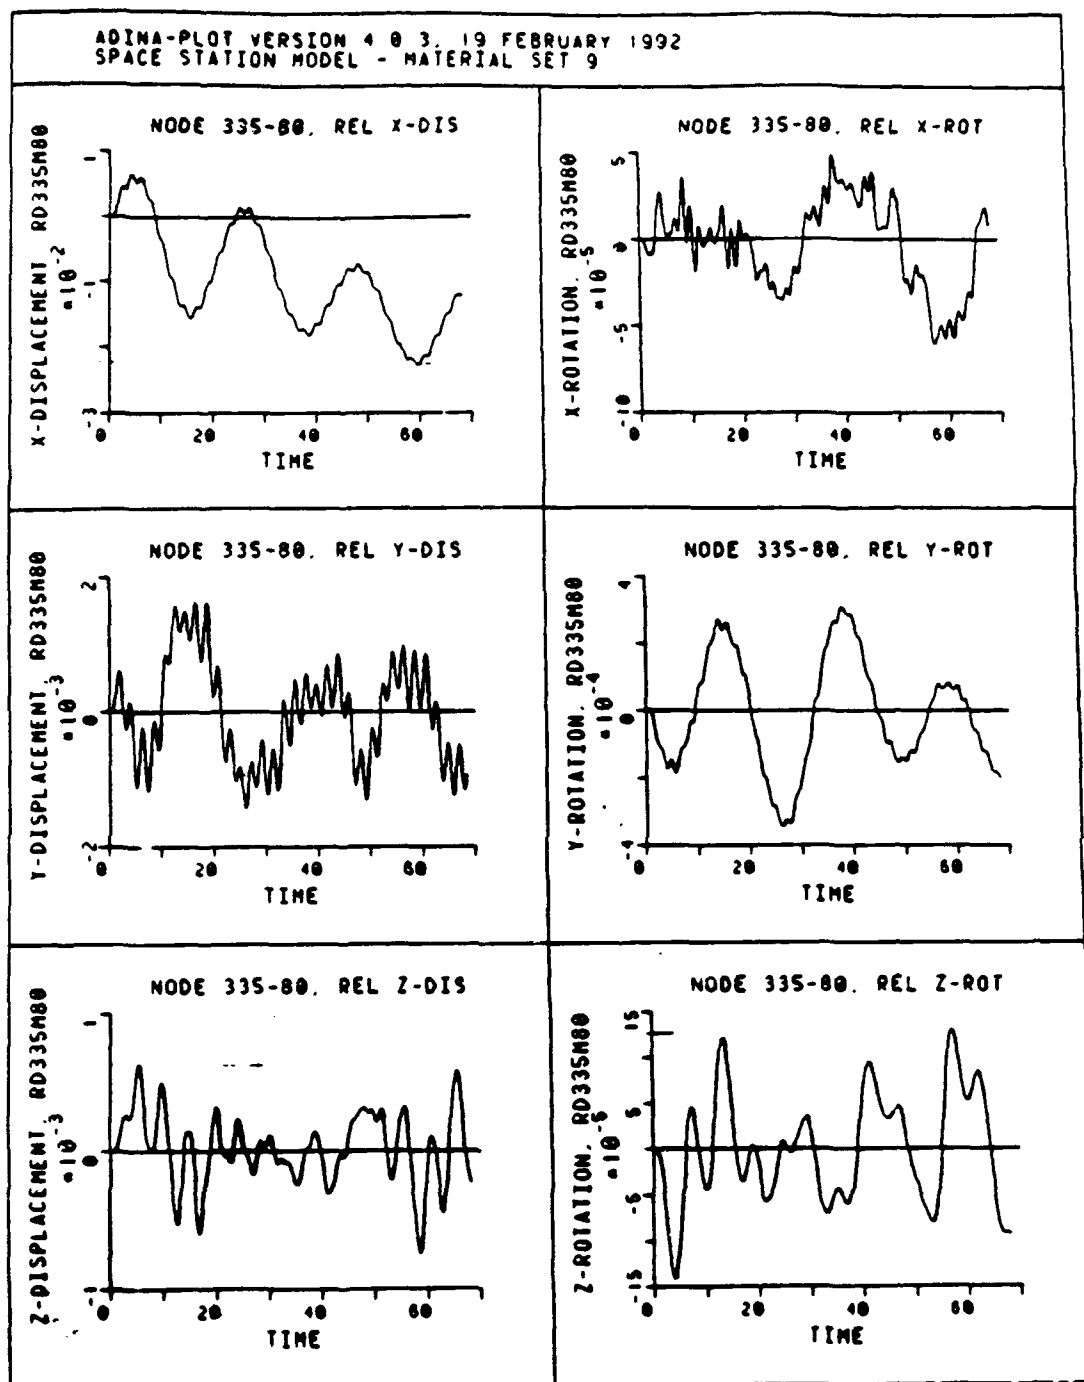 ADINA-PLOT VERSION 4.0.3, 19 FEBRUARY 1992
SPACE STATION MODEL - MATERIAL SET 9
NODE 335-80, REL X-DIS
X-DISPLACEMENT, RD335M80
*10-2
1
-1
-3
0 20 40 60
TIME
NODE 335-80, REL X-ROT
X-ROTATION, RD335M80
*10-5
5
0
-5
-10
0 20 40 60
TIME
NODE 335-80, REL Y-DIS
Y-DISPLACEMENT, RD335M80
*10-3
2
0
-2
0 20 40 60
TIME
NODE 335-80, REL Y-ROT
Y-ROTATION, RD335M80
*10-4
4
0
-4
0 20 40 60
TIME
NODE 335-80, REL Z-DIS
Z-DISPLACEMENT, RD335M80
*10-3
1
0
-1
0 20 40 60
TIME
NODE 335-80, REL Z-ROT
Z-ROTATION, RD335M80
*10-5
15
5
-5
-15
0 20 40 60
TIME